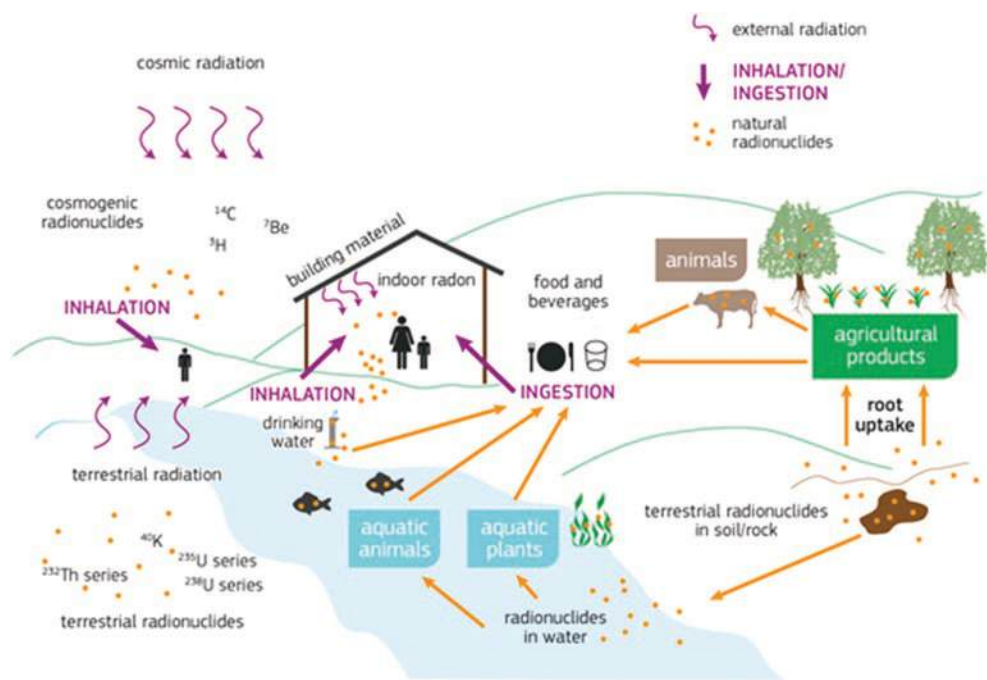 external radiation
INHALATION/
INGESTION
natural
radionuclides
cosmic radiation
cosmogenic
radionuclides
¹⁴C
⁷Be
³H
INHALATION
building material
indoor radon
food and
beverages
animals
agricultural
products
INHALATION
INGESTION
root
uptake
drinking
water
terrestrial radiation
aquatic
animals
aquatic
plants
terrestrial radionuclides
in soil/rock
⁴⁰K
²³⁵U series
²³²Th series
²³⁸U series
terrestrial radionuclides
radionuclides
in water